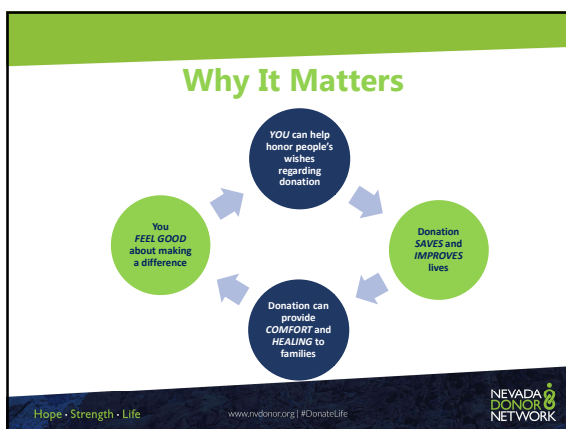 Why It Matters
YOU can help
honor people's
wishes
regarding
donation
Donation
SAVES and
IMPROVES
lives
Donation can
provide
COMFORT and
HEALING to
families
You
FEEL GOOD
about making
a difference
Hope · Strength · Life
www.nvdonor.org | #DonateLife
NEVADA
DONOR
NETWORK